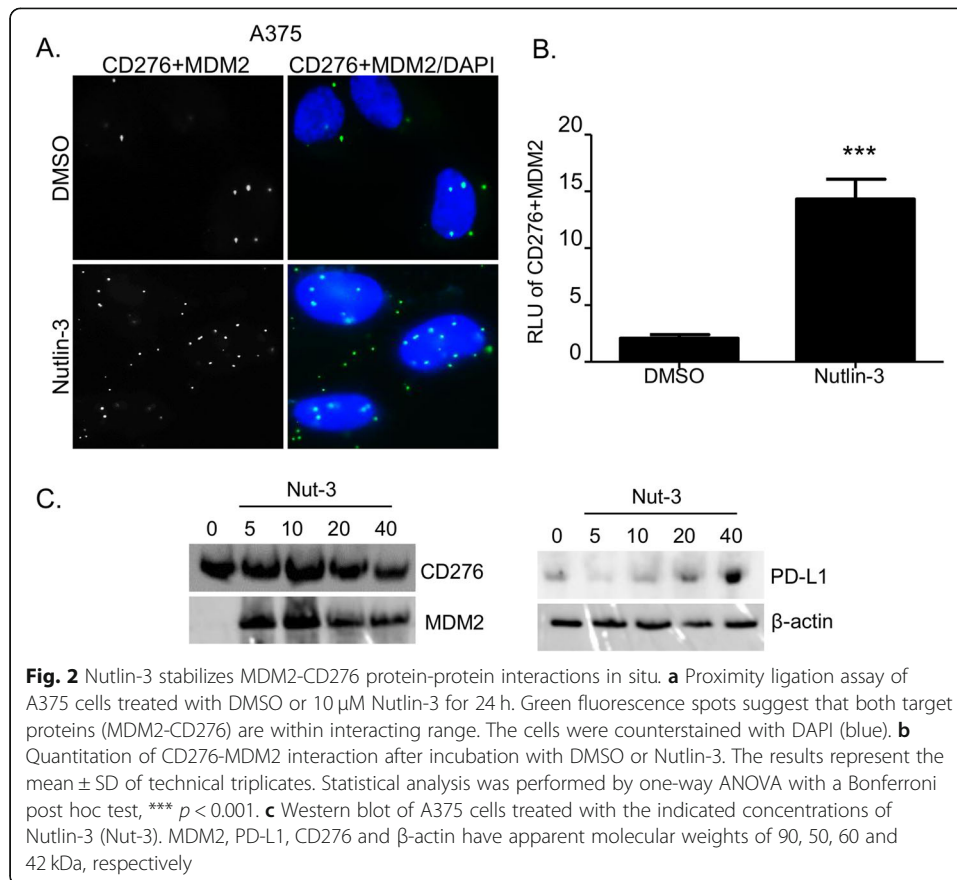 A.
A375
CD276+MDM2 CD276+MDM2/DAPI
DMSO
Nutlin-3
B.
RLU of CD276+MDM2
20
15
10
5
0
***
DMSO Nutlin-3
C.
Nut-3
0 5 10 20 40
CD276
MDM2
Nut-3
0 5 10 20 40
PD-L1
β-actin
Fig. 2 Nutlin-3 stabilizes MDM2-CD276 protein-protein interactions in situ. a Proximity ligation assay of
A375 cells treated with DMSO or 10 μM Nutlin-3 for 24 h. Green fluorescence spots suggest that both target
proteins (MDM2-CD276) are within interacting range. The cells were counterstained with DAPI (blue). b
Quantitation of CD276-MDM2 interaction after incubation with DMSO or Nutlin-3. The results represent the
mean ± SD of technical triplicates. Statistical analysis was performed by one-way ANOVA with a Bonferroni
post hoc test, *** p < 0.001. c Western blot of A375 cells treated with the indicated concentrations of
Nutlin-3 (Nut-3). MDM2, PD-L1, CD276 and β-actin have apparent molecular weights of 90, 50, 60 and
42 kDa, respectively